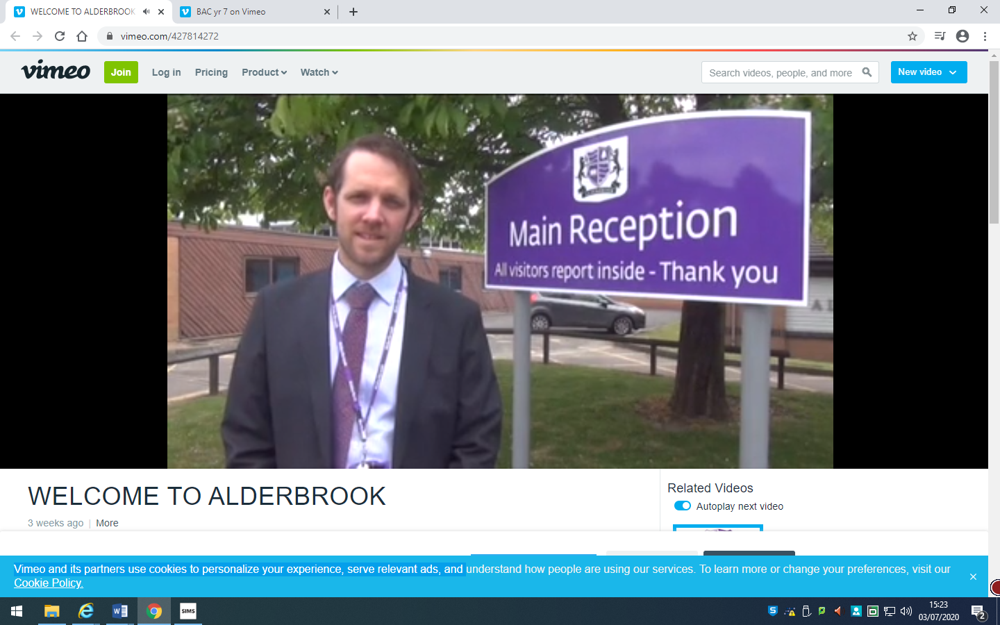 WELCOME TO ALDERBROOK
BAC yr 7 on Vimeo
vimeo.com/427814272
vimeo
Join
Log in
Pricing
Product
Watch
Search videos, people, and more
New video
Main Reception
All visitors report inside - Thank you
WELCOME TO ALDERBROOK
3 weeks ago | More
Related Videos
Autoplay next video
Vimeo and its partners use cookies to personalize your experience, serve relevant ads, and understand how people are using our services. To learn more or change your preferences, visit our
Cookie Policy.
SIMS
15:23
03/07/2020
2